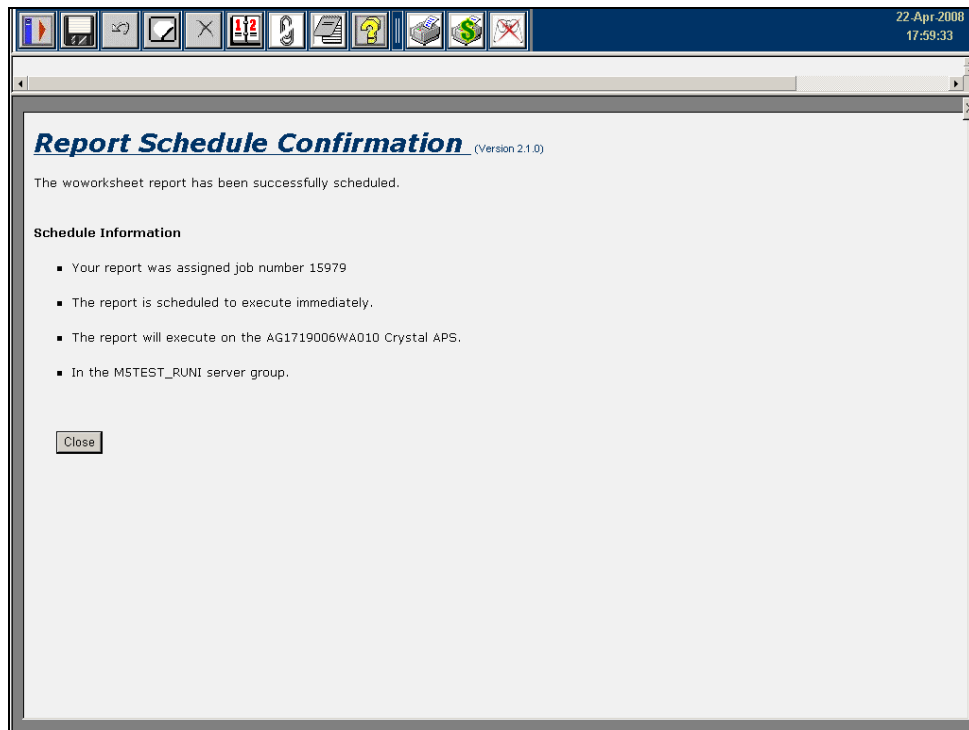 22-Apr-2008
17:59:33
Report Schedule Confirmation (Version 2.1.0)
The woworksheet report has been successfully scheduled.
Schedule Information
Your report was assigned job number 15979
The report is scheduled to execute immediately.
The report will execute on the AG1719006WA010 Crystal APS.
In the M5TEST_RUNI server group.
Close